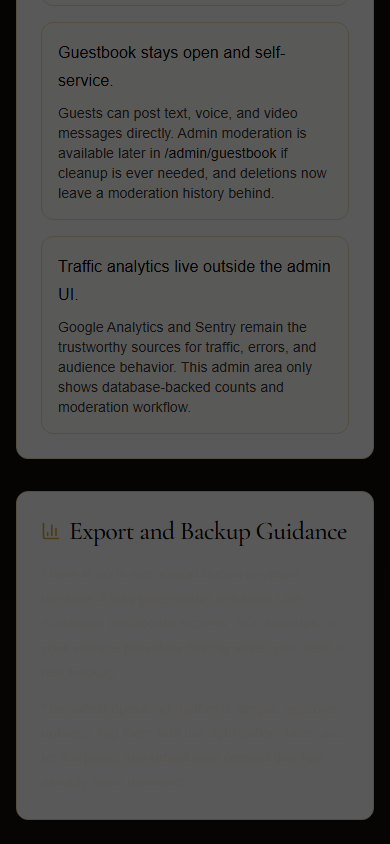 Guestbook stays open and self-
service.
Guests can post text, voice, and video
messages directly. Admin moderation is
available later in /admin/guestbook if
cleanup is ever needed, and deletions now
leave a moderation history behind.
Traffic analytics live outside the admin
UI.
Google Analytics and Sentry remain the
trustworthy sources for traffic, errors, and
audience behavior. This admin area only
shows database-backed counts and
moderation workflow.
Export and Backup Guidance